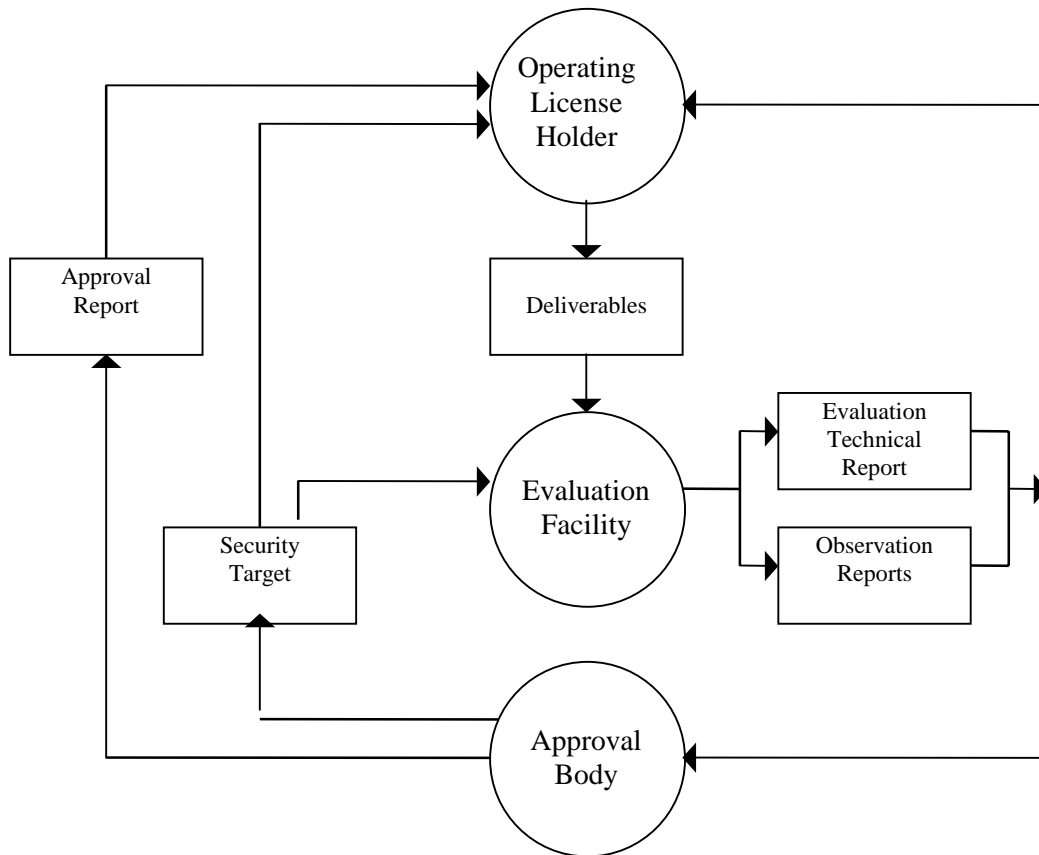 Operating
License
Holder
Approval
Report
Deliverables
Evaluation
Technical
Report
Evaluation
Facility
Security
Target
Observation
Reports
Approval
Body